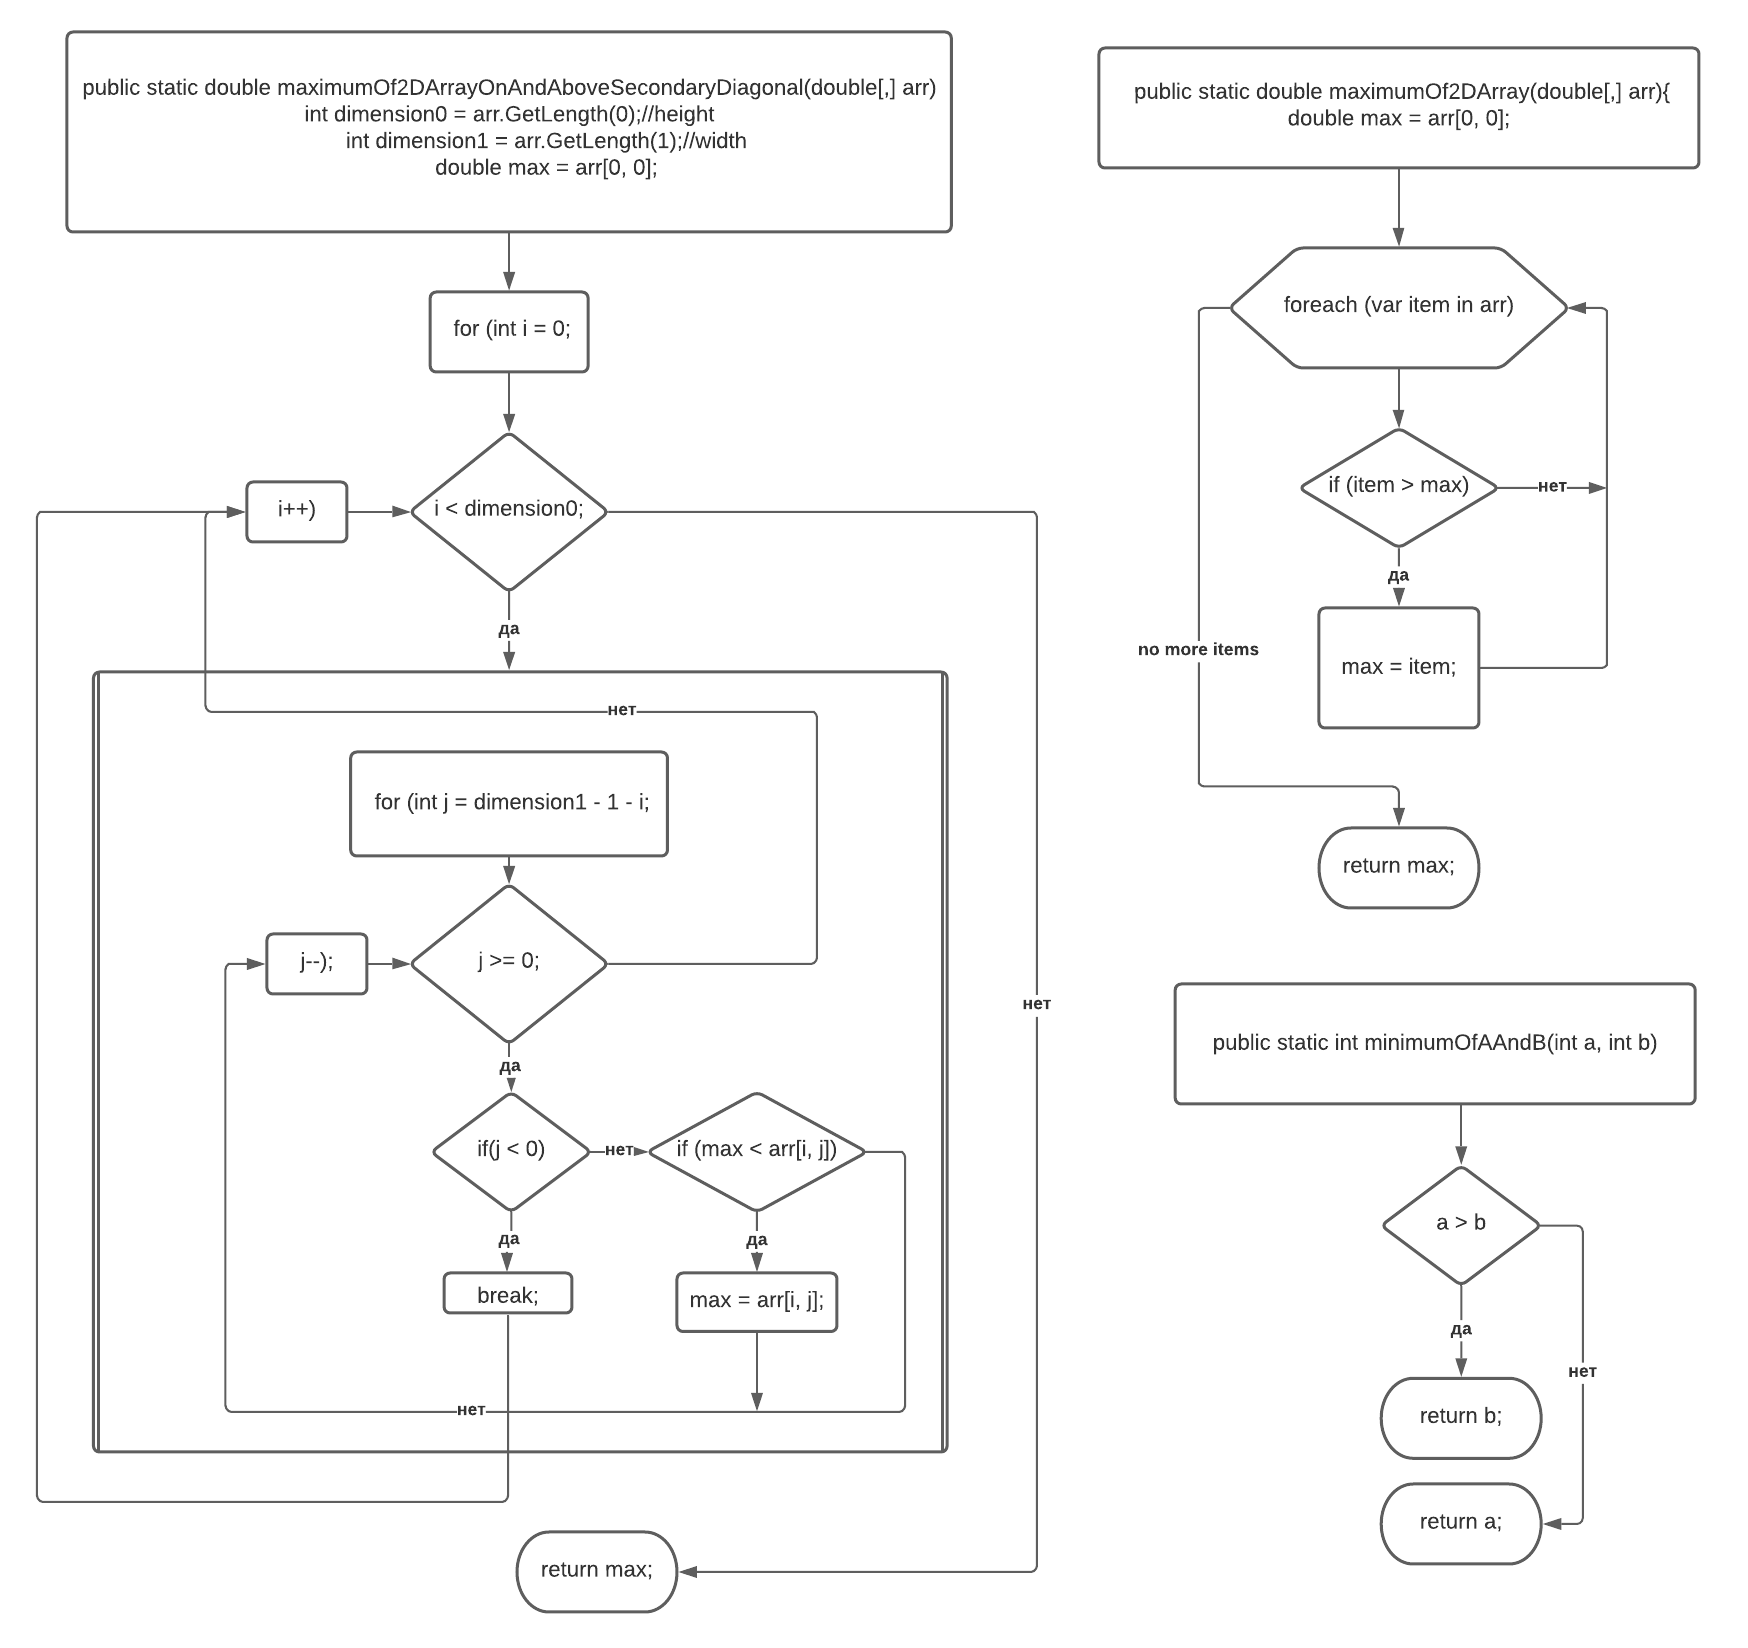 public static double maximumOf2DArrayOnAndAboveSecondaryDiagonal(double[,] arr)
int dimension0 = arr.GetLength(0);//height
int dimension1 = arr.GetLength(1);//width
double max = arr[0, 0];
for (int i = 0;
i++)
i < dimension0;
да
нет
for (int j = dimension1 - 1 - i;
j--);
j >= 0;
нет
да
if(j < 0)
нет
if (max < arr[i, j])
да
да
break;
max = arr[i, j];
нет
return max;
public static double maximumOf2DArray(double[,] arr){
double max = arr[0, 0];
foreach (var item in arr)
if (item > max)
нет
да
no more items
max = item;
return max;
public static int minimumOfAAndB(int a, int b)
a > b
да
нет
return b;
return a;